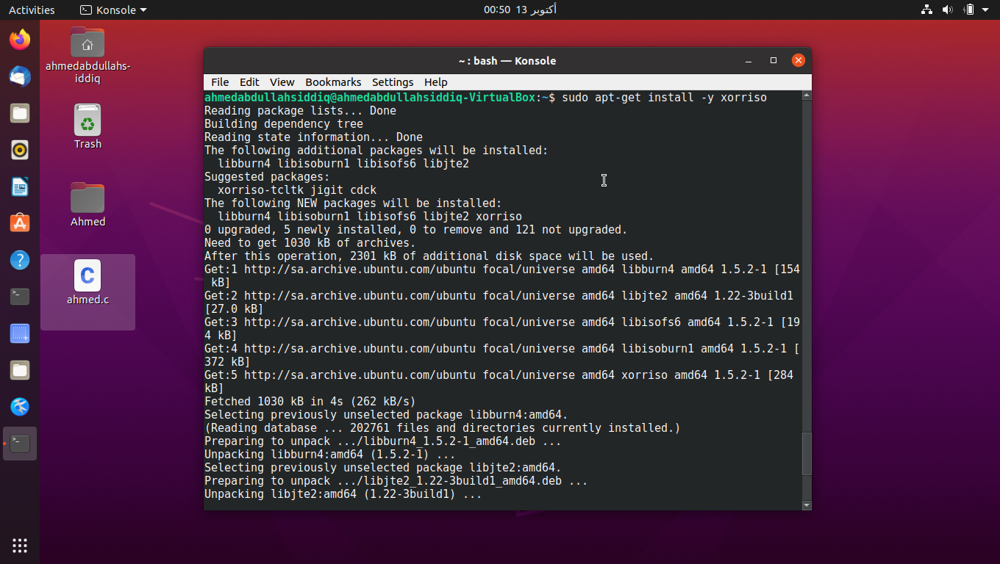 Activities
Konsole
أكتوبر 13 00:50
ahmedabdullahs-
iddiq
Trash
Ahmed
C
ahmed.c
~ : bash — Konsole
File Edit View Bookmarks Settings Help
ahmedabdullahsiddiq@ahmedabdullahsiddiq-VirtualBox:~$ sudo apt-get install -y xorriso
Reading package lists... Done
Building dependency tree
Reading state information... Done
The following additional packages will be installed:
  libburn4 libisoburn1 libisofs6 libjte2
Suggested packages:
  xorriso-tcltk jigit cdck
The following NEW packages will be installed:
  libburn4 libisoburn1 libisofs6 libjte2 xorriso
0 upgraded, 5 newly installed, 0 to remove and 121 not upgraded.
Need to get 1030 kB of archives.
After this operation, 2301 kB of additional disk space will be used.
Get:1 http://sa.archive.ubuntu.com/ubuntu focal/universe amd64 libburn4 amd64 1.5.2-1 [154
 kB]
Get:2 http://sa.archive.ubuntu.com/ubuntu focal/universe amd64 libjte2 amd64 1.22-3build1
[27.0 kB]
Get:3 http://sa.archive.ubuntu.com/ubuntu focal/universe amd64 libisofs6 amd64 1.5.2-1 [19
4 kB]
Get:4 http://sa.archive.ubuntu.com/ubuntu focal/universe amd64 libisoburn1 amd64 1.5.2-1 [
372 kB]
Get:5 http://sa.archive.ubuntu.com/ubuntu focal/universe amd64 xorriso amd64 1.5.2-1 [284
kB]
Fetched 1030 kB in 4s (262 kB/s)
Selecting previously unselected package libburn4:amd64.
(Reading database ... 202761 files and directories currently installed.)
Preparing to unpack .../libburn4_1.5.2-1_amd64.deb ...
Unpacking libburn4:amd64 (1.5.2-1) ...
Selecting previously unselected package libjte2:amd64.
Preparing to unpack .../libjte2_1.22-3build1_amd64.deb ...
Unpacking libjte2:amd64 (1.22-3build1) ...